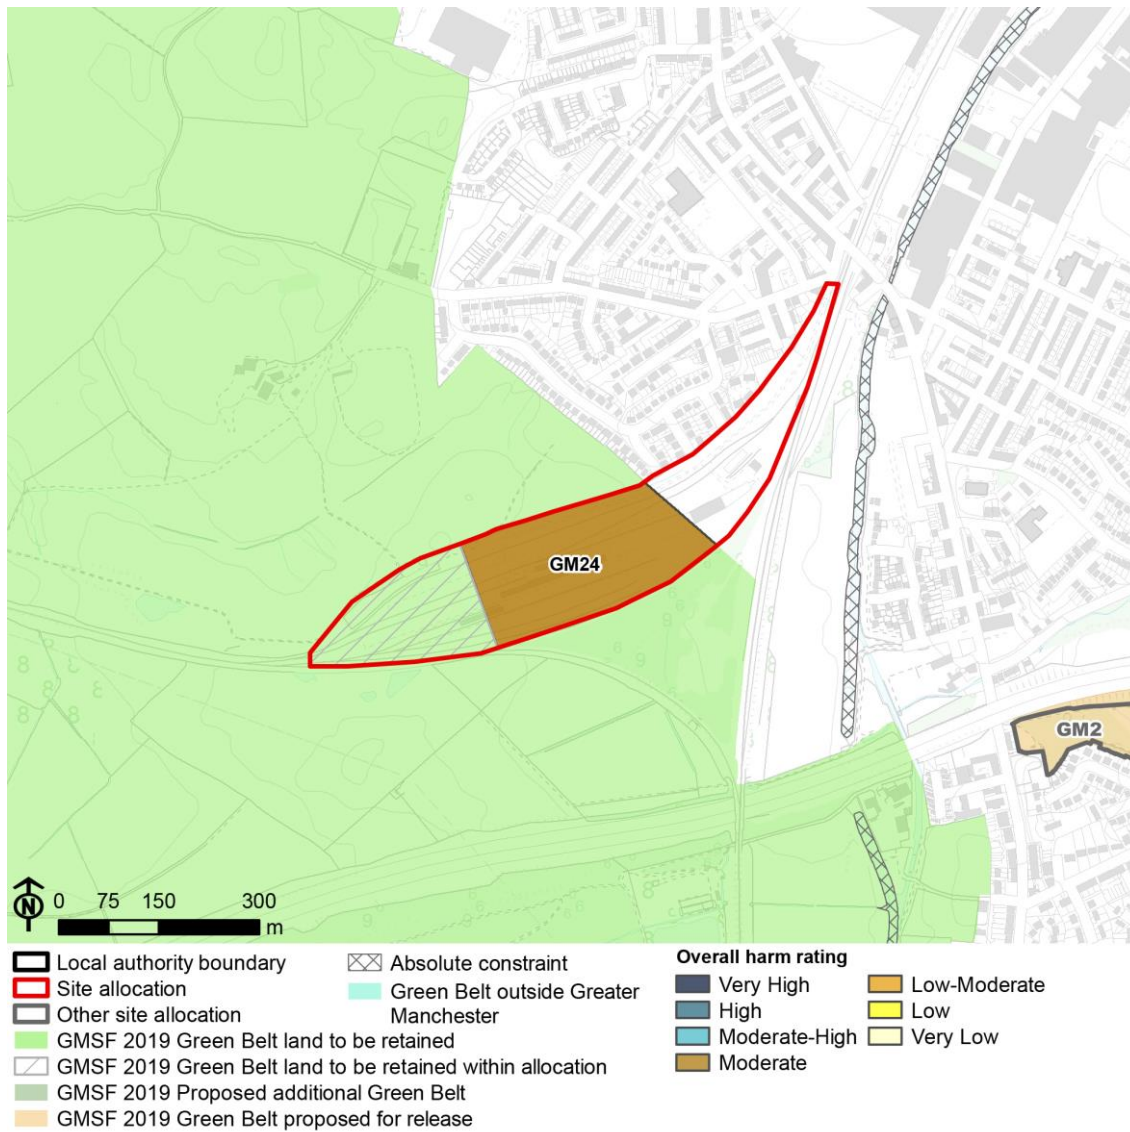 GM24
GM2
N
0 75 150 300
m
Local authority boundary
Site allocation
Other site allocation
GMSF 2019 Green Belt land to be retained
GMSF 2019 Green Belt land to be retained within allocation
GMSF 2019 Proposed additional Green Belt
GMSF 2019 Green Belt proposed for release
Absolute constraint
Green Belt outside Greater
Manchester
Overall harm rating
Very High
High
Moderate-High
Moderate
Low-Moderate
Low
Very Low